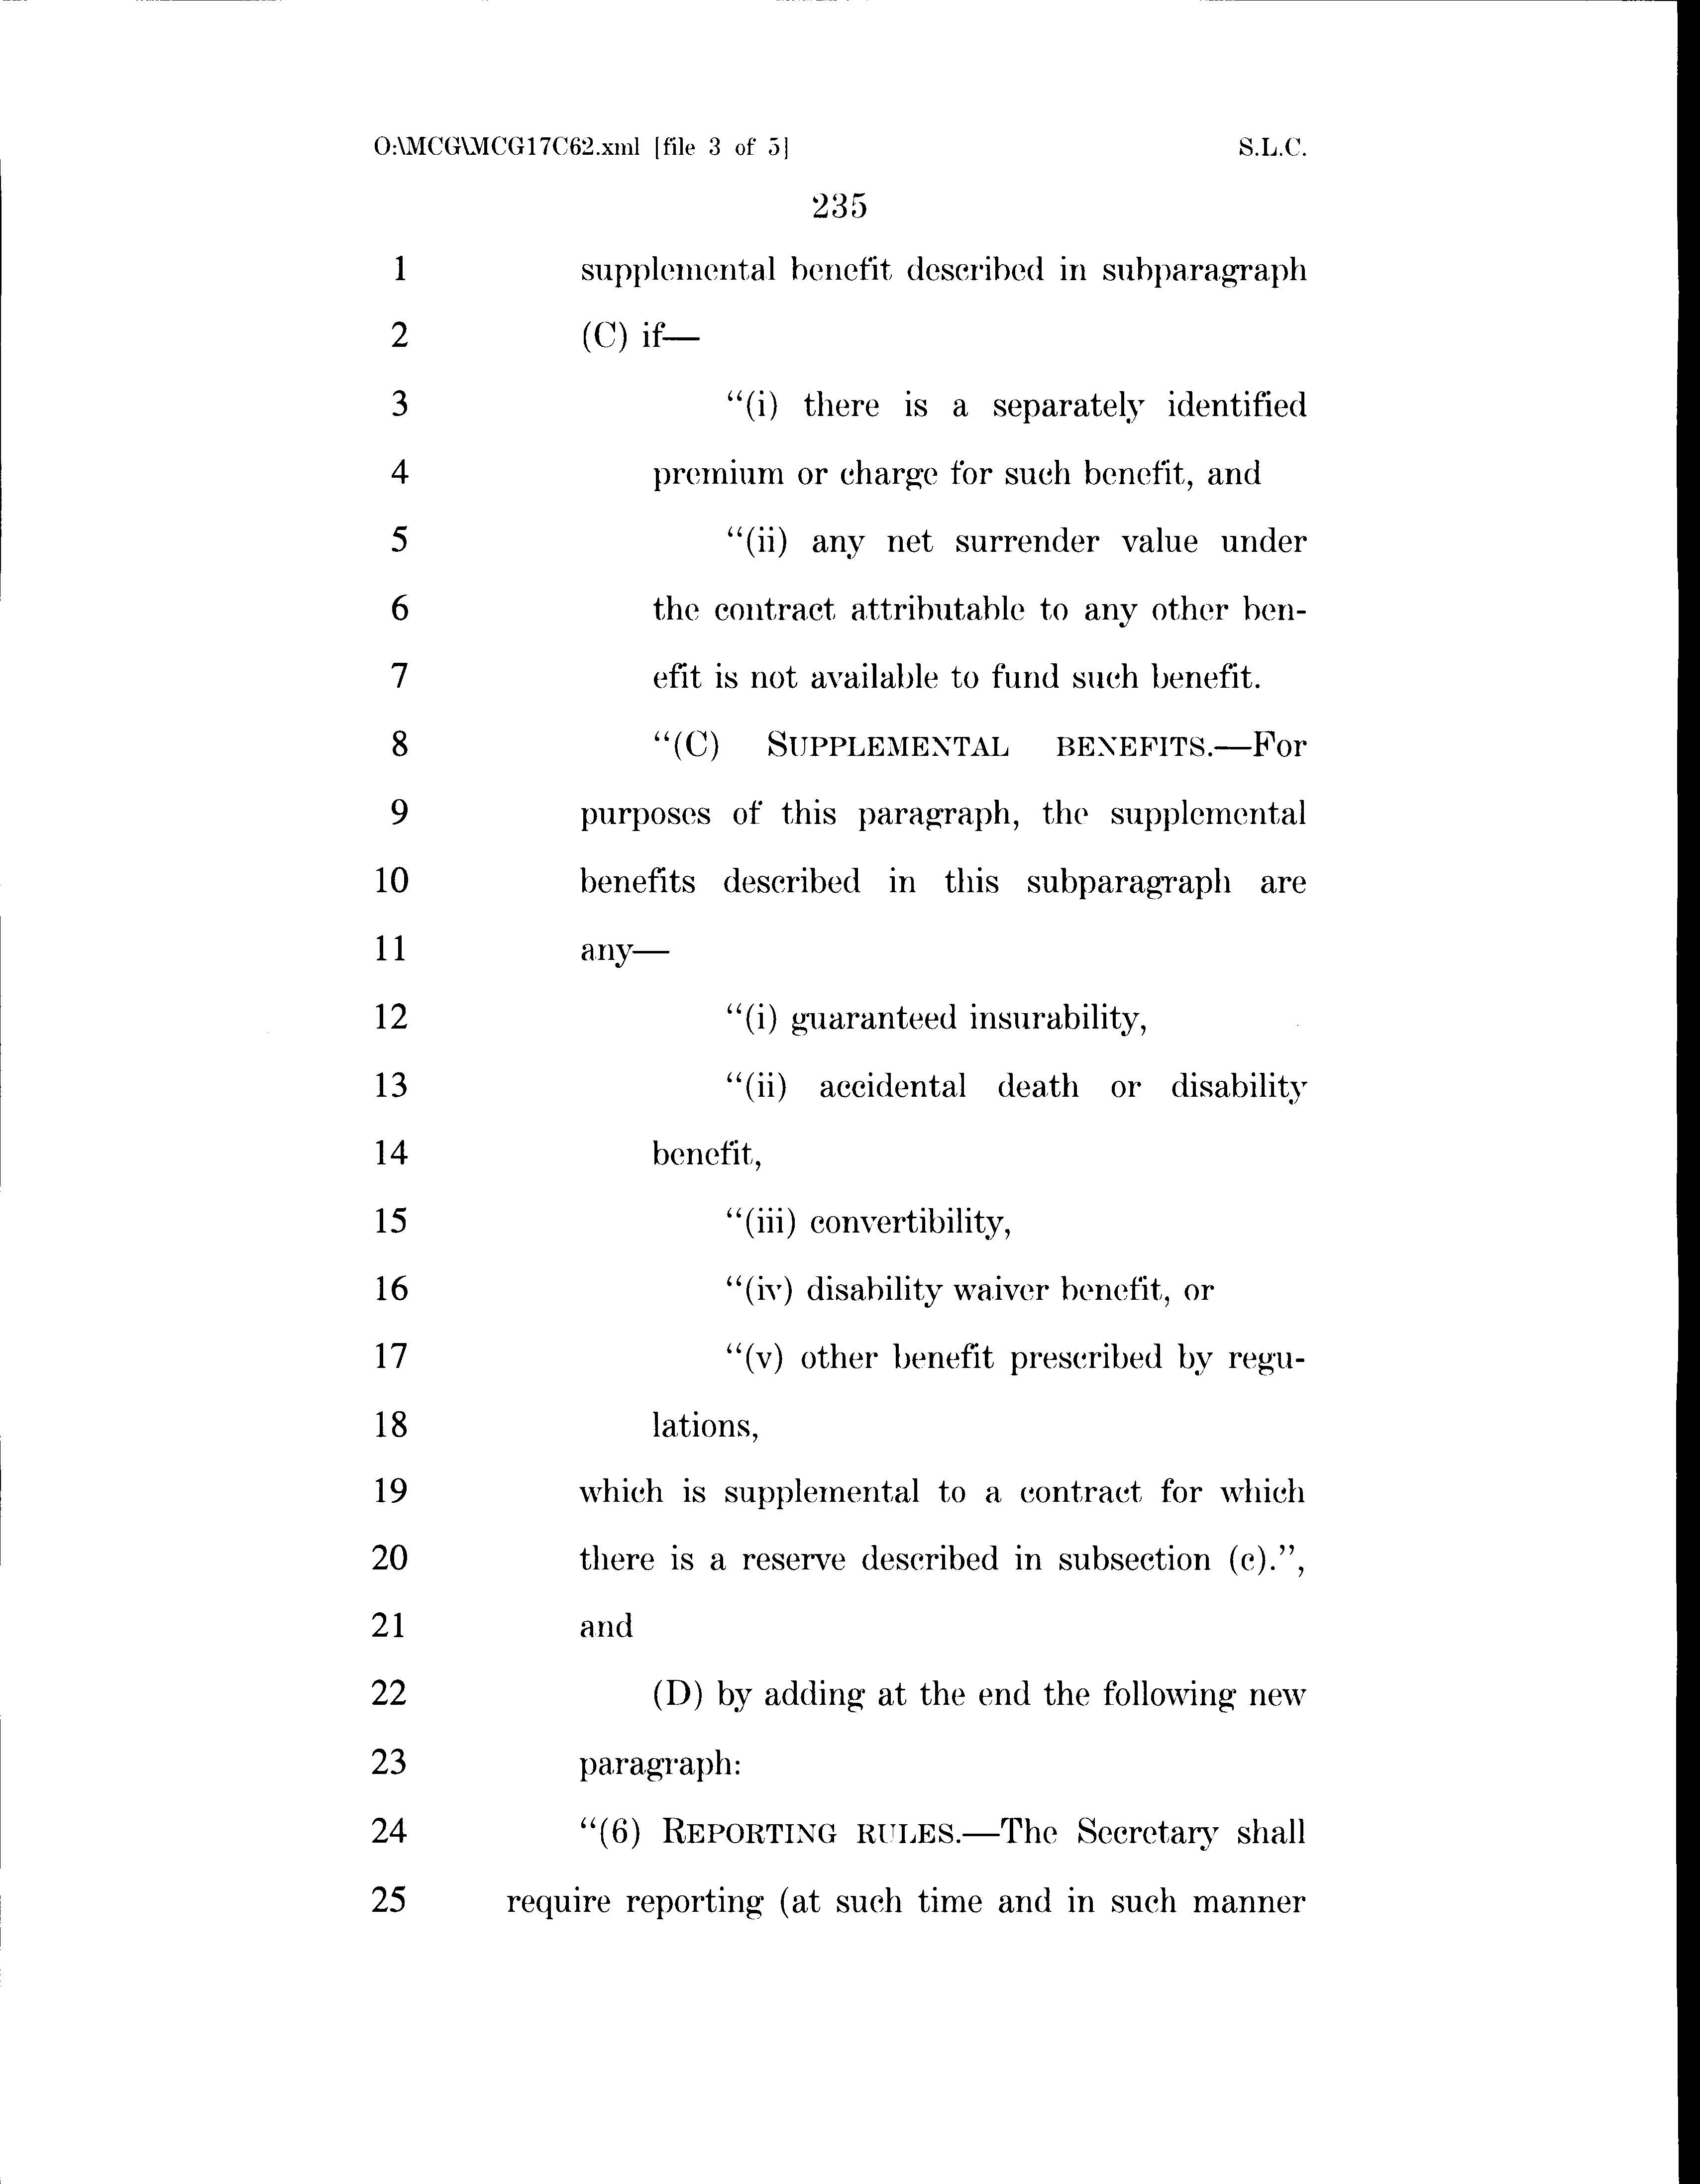 O:\MCG\MCG17C62.xml [file 3 of 5] S.L.C.
235
1 supplemental benefit described in subparagraph
2 (C) if—
3 “(i) there is a separately identified
4 premium or charge for such benefit, and
5 “(ii) any net surrender value under
6 the contract attributable to any other ben-
7 efit is not available to fund such benefit.
8 “(C) SUPPLEMENTAL BENEFITS.—For
9 purposes of this paragraph, the supplemental
10 benefits described in this subparagraph are
11 any—
12 “(i) guaranteed insurability,
13 “(ii) accidental death or disability
14 benefit,
15 “(iii) convertibility,
16 “(iv) disability waiver benefit, or
17 “(v) other benefit prescribed by regu-
18 lations,
19 which is supplemental to a contract for which
20 there is a reserve described in subsection (c).”,
21 and
22 (D) by adding at the end the following new
23 paragraph:
24 “(6) REPORTING RULES.—The Secretary shall
25 require reporting (at such time and in such manner